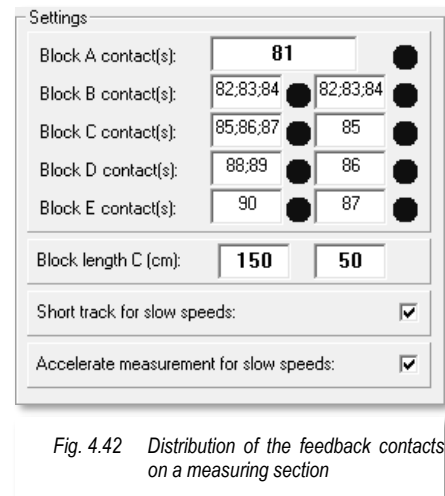 Settings
Block A contact(s): 81
Block B contact(s): 82;83;84 82;83;84
Block C contact(s): 85;86;87 85
Block D contact(s): 88;89 86
Block E contact(s): 90 87
Block length C (cm): 150 50
Short track for slow speeds:
Accelerate measurement for slow speeds:
Fig. 4.42 Distribution of the feedback contacts
on a measuring section